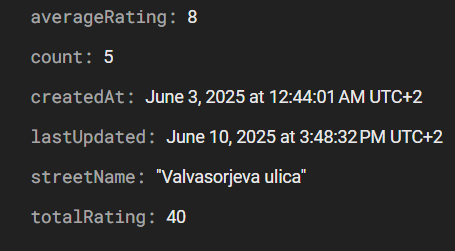 averageRating: 8
count: 5
createdAt: June 3, 2025 at 12:44:01 AM UTC+2
lastUpdated: June 10, 2025 at 3:48:32 PM UTC+2
streetName: "Valvasorjeva ulica"
totalRating: 40